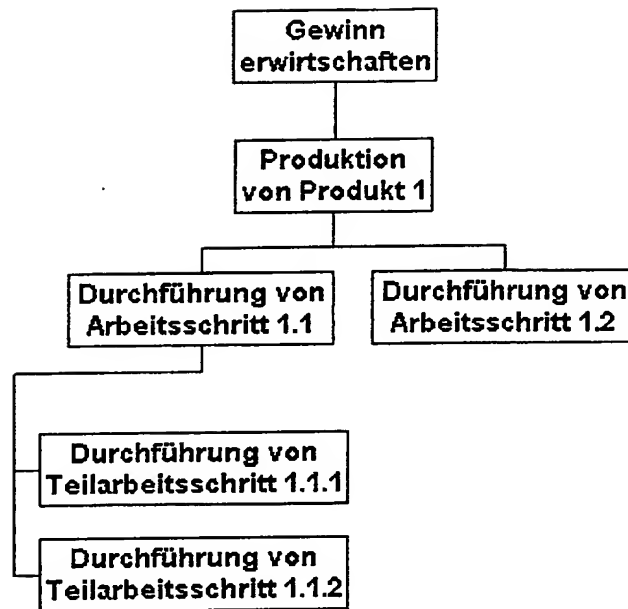 Gewinn
erwirtschaften
Produktion
von Produkt 1
Durchführung von
Arbeitsschritt 1.1
Durchführung von
Arbeitsschritt 1.2
Durchführung von
Teilarbeitsschritt 1.1.1
Durchführung von
Teilarbeitsschritt 1.1.2